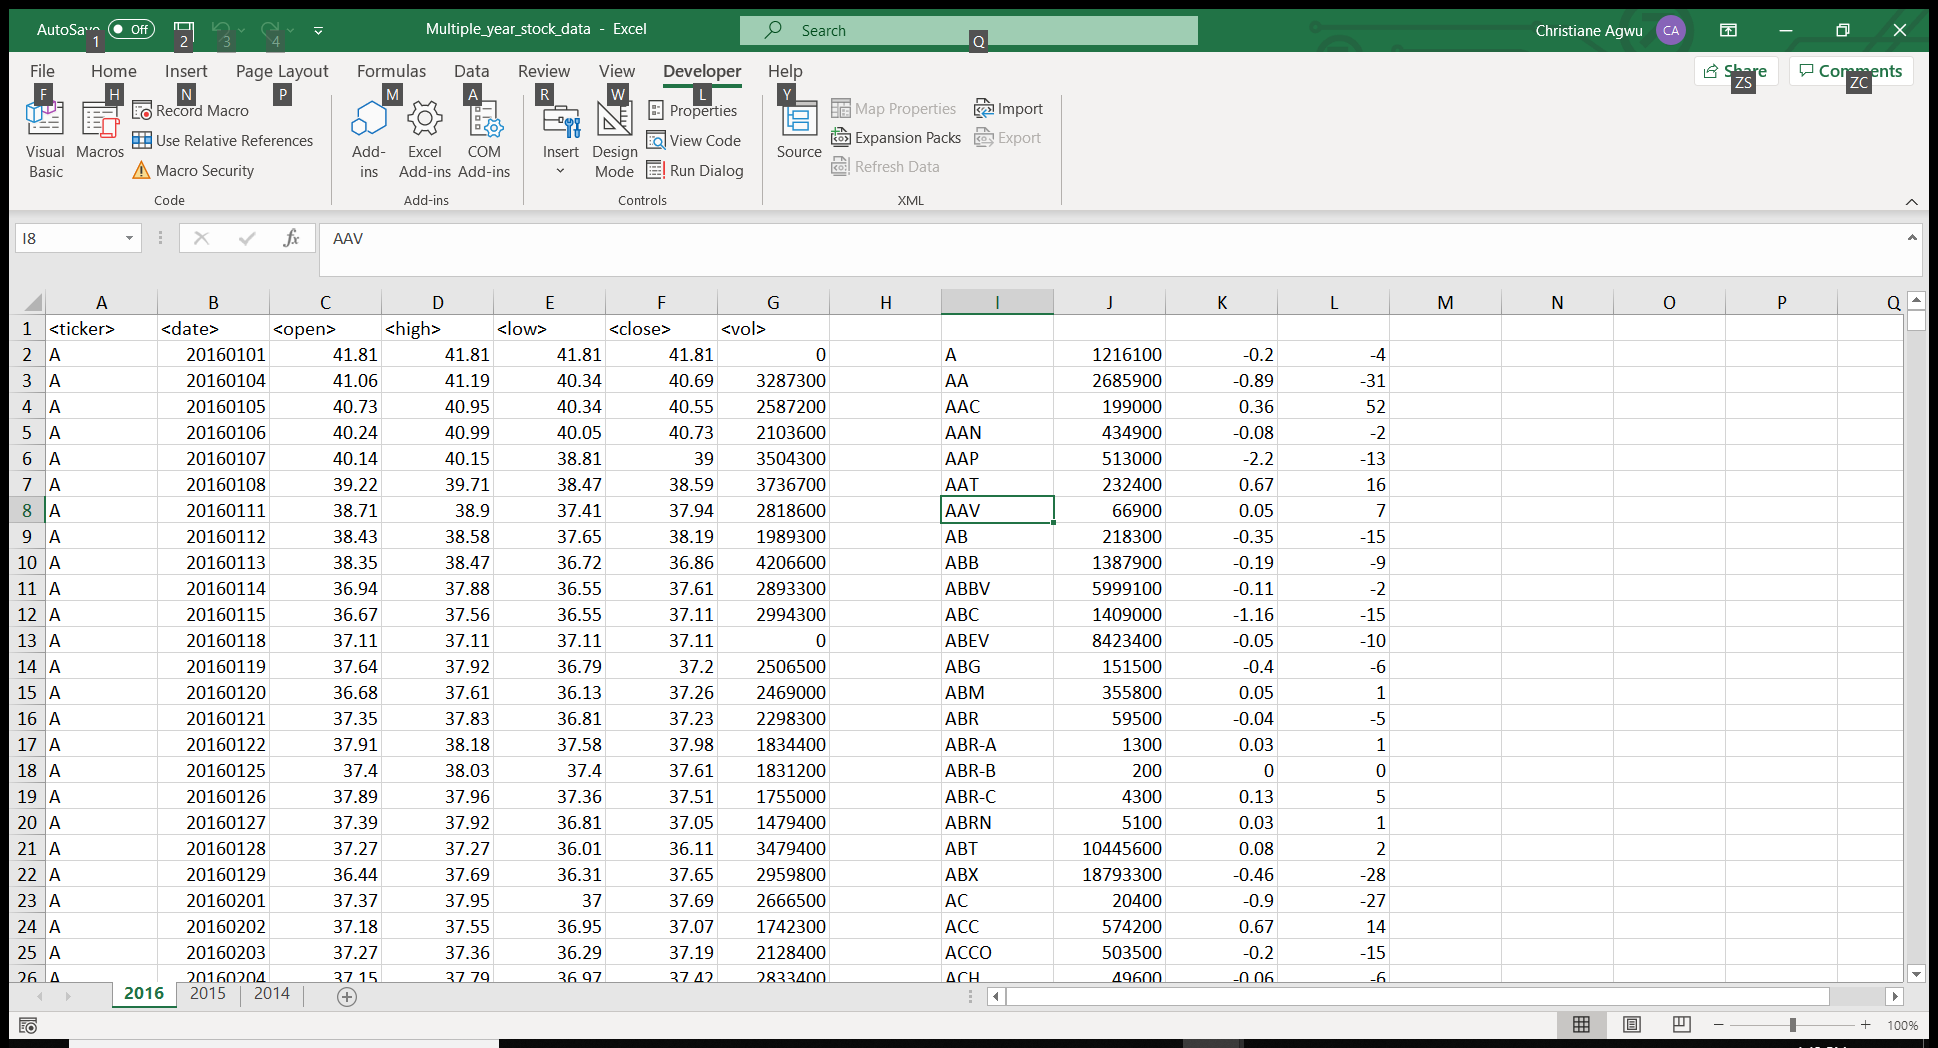 AutoSave Off Multiple_year_stock_data - Excel Search Christiane Agwu CA
1 2 3 4 Q
File Home Insert Page Layout Formulas Data Review View Developer Help Share Comments
F H N P M A R W L Y ZS ZC
Visual Basic
Macros
Record Macro
Use Relative References
Macro Security
Code
Add-ins
Excel Add-ins
COM Add-ins
Add-ins
Insert
Design Mode
Properties
View Code
Run Dialog
Controls
Source
Map Properties
Expansion Packs
Refresh Data
Import
Export
XML
I8 fx AAV
A B C D E F G H I J K L M N O P Q
1 <ticker> <date> <open> <high> <low> <close> <vol>
2 A 20160101 41.81 41.81 41.81 41.81 0 A 1216100 -0.2 -4
3 A 20160104 41.06 41.19 40.34 40.69 3287300 AA 2685900 -0.89 -31
4 A 20160105 40.73 40.95 40.34 40.55 2587200 AAC 199000 0.36 52
5 A 20160106 40.24 40.99 40.05 40.73 2103600 AAN 434900 -0.08 -2
6 A 20160107 40.14 40.15 38.81 39 3504300 AAP 513000 -2.2 -13
7 A 20160108 39.22 39.71 38.47 38.59 3736700 AAT 232400 0.67 16
8 A 20160111 38.71 38.9 37.41 37.94 2818600 AAV 66900 0.05 7
9 A 20160112 38.43 38.58 37.65 38.19 1989300 AB 218300 -0.35 -15
10 A 20160113 38.35 38.47 36.72 36.86 4206600 ABB 1387900 -0.19 -9
11 A 20160114 36.94 37.88 36.55 37.61 2893300 ABBV 5999100 -0.11 -2
12 A 20160115 36.67 37.56 36.55 37.11 2994300 ABC 1409000 -1.16 -15
13 A 20160118 37.11 37.11 37.11 37.11 0 ABEV 8423400 -0.05 -10
14 A 20160119 37.64 37.92 36.79 37.2 2506500 ABG 151500 -0.4 -6
15 A 20160120 36.68 37.61 36.13 37.26 2469000 ABM 355800 0.05 1
16 A 20160121 37.35 37.83 36.81 37.23 2298300 ABR 59500 -0.04 -5
17 A 20160122 37.91 38.18 37.58 37.98 1834400 ABR-A 1300 0.03 1
18 A 20160125 37.4 38.03 37.4 37.61 1831200 ABR-B 200 0 0
19 A 20160126 37.89 37.96 37.36 37.51 1755000 ABR-C 4300 0.13 5
20 A 20160127 37.39 37.92 36.81 37.05 1479400 ABRN 5100 0.03 1
21 A 20160128 37.27 37.27 36.01 36.11 3479400 ABT 10445600 0.08 2
22 A 20160129 36.44 37.69 36.31 37.65 2959800 ABX 18793300 -0.46 -28
23 A 20160201 37.37 37.95 37 37.69 2666500 AC 20400 -0.9 -27
24 A 20160202 37.18 37.55 36.95 37.07 1742300 ACC 574200 0.67 14
25 A 20160203 37.27 37.36 36.29 37.19 2128400 ACCO 503500 -0.2 -15
26 A 20160204 37.15 37.79 36.97 37.42 2833400 ACH 49600 -0.06 -6
2016 2015 2014
100%